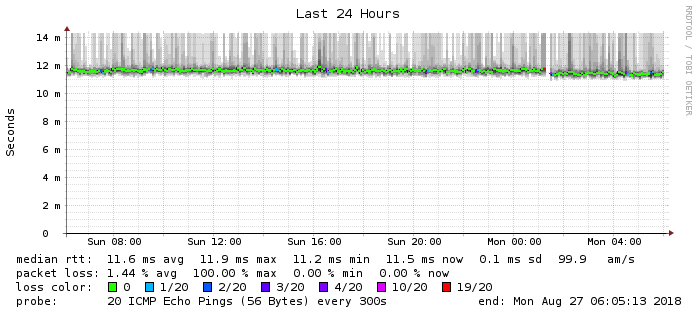 Last 24 Hours
RRDTOOL / TOBI OETIKER
Seconds
14 m
12 m
10 m
8 m
6 m
4 m
2 m
0
Sun 08:00 Sun 12:00 Sun 16:00 Sun 20:00 Mon 00:00 Mon 04:00
median rtt: 11.6 ms avg 11.9 ms max 11.2 ms min 11.5 ms now 0.1 ms sd 99.9 am/s
packet loss: 1.44 % avg 100.00 % max 0.00 % min 0.00 % now
loss color: 0 1/20 2/20 3/20 4/20 10/20 19/20
probe: 20 ICMP Echo Pings (56 Bytes) every 300s end: Mon Aug 27 06:05:13 2018